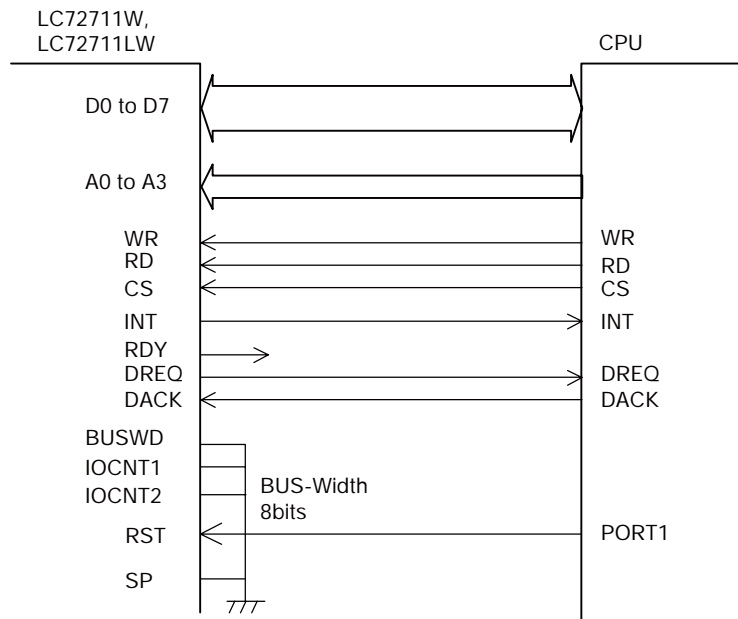 LC72711W,
LC72711LW
CPU
D0 to D7
A0 to A3
WR
WR
RD
RD
CS
CS
INT
INT
RDY
DREQ
DREQ
DACK
DACK
BUSWD
IOCNT1
IOCNT2
BUS-Width
8bits
RST
PORT1
SP